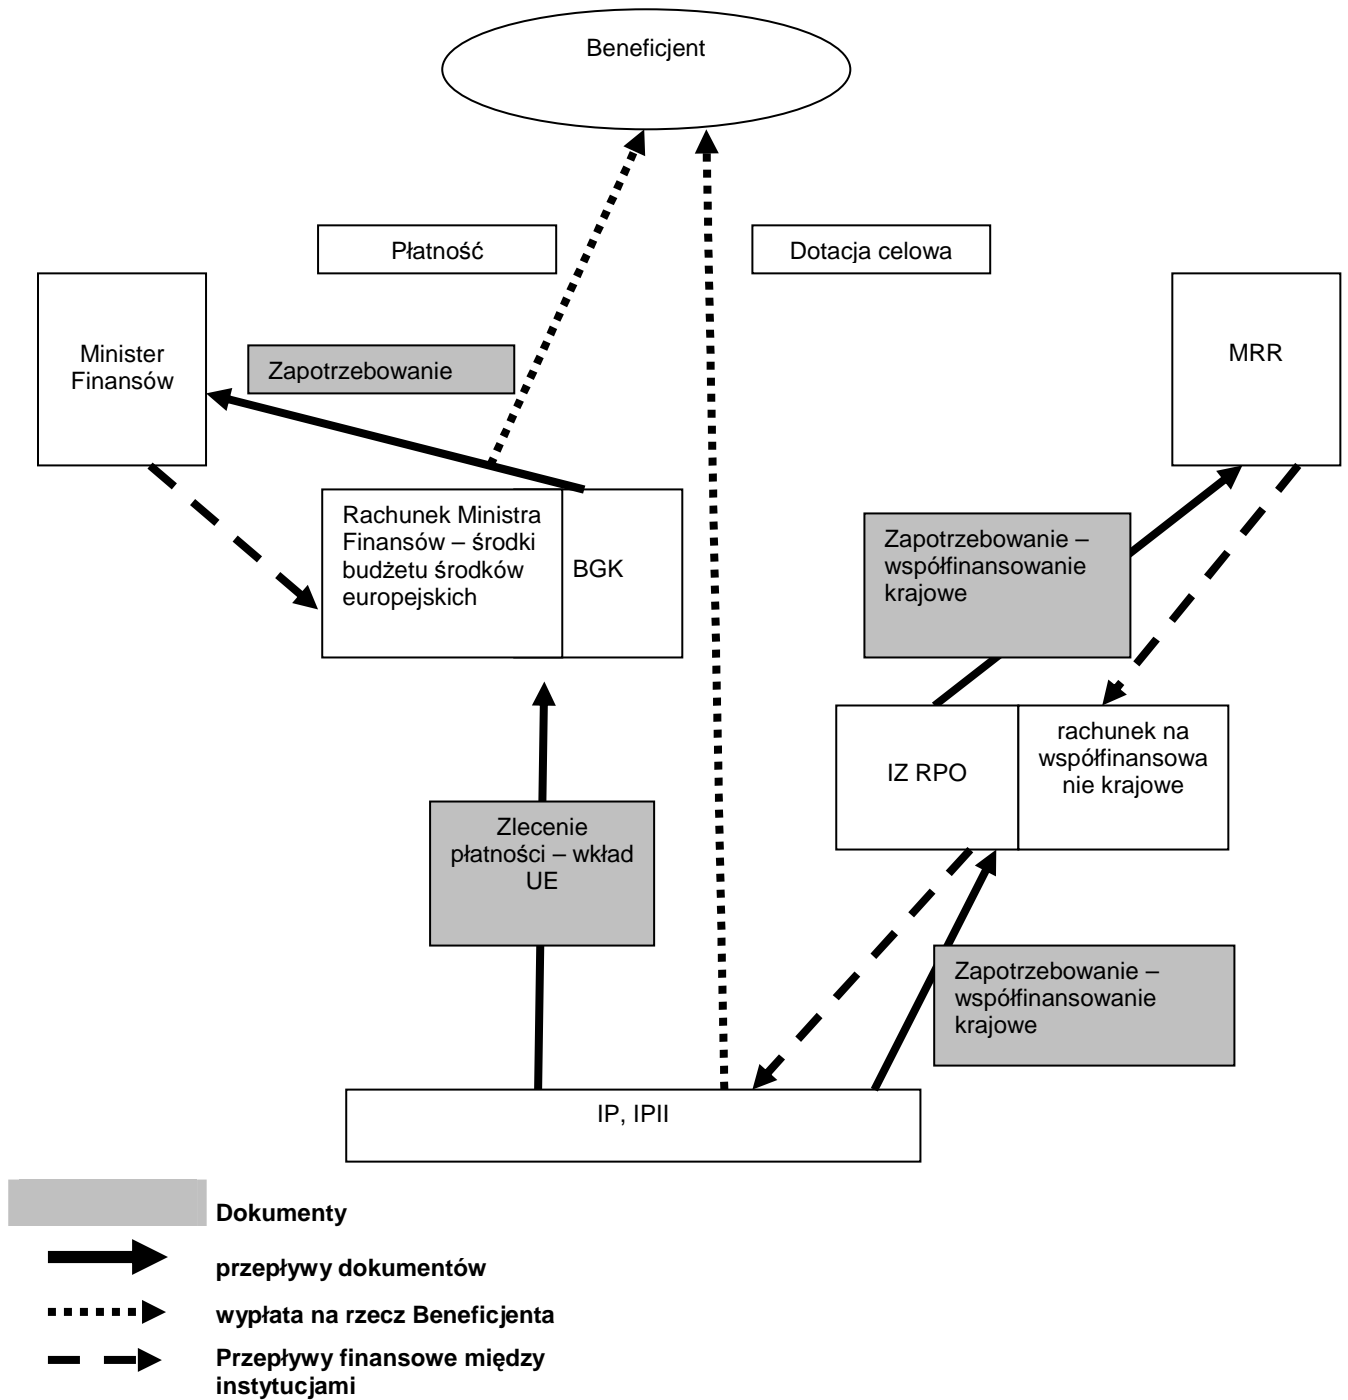 Beneficjent
Płatność
Dotacja celowa
Minister
Finansów
Zapotrzebowanie
MRR
Rachunek Ministra
Finansów – środki
budżetu środków
europejskich
BGK
Zapotrzebowanie –
współfinansowanie
krajowe
IZ RPO
rachunek na
współfinansowa
nie krajowe
Zlecenie
płatności – wkład
UE
Zapotrzebowanie –
współfinansowanie
krajowe
IP, IPII
Dokumenty
przepływy dokumentów
wypłata na rzecz Beneficjenta
Przepływy finansowe między
instytucjami